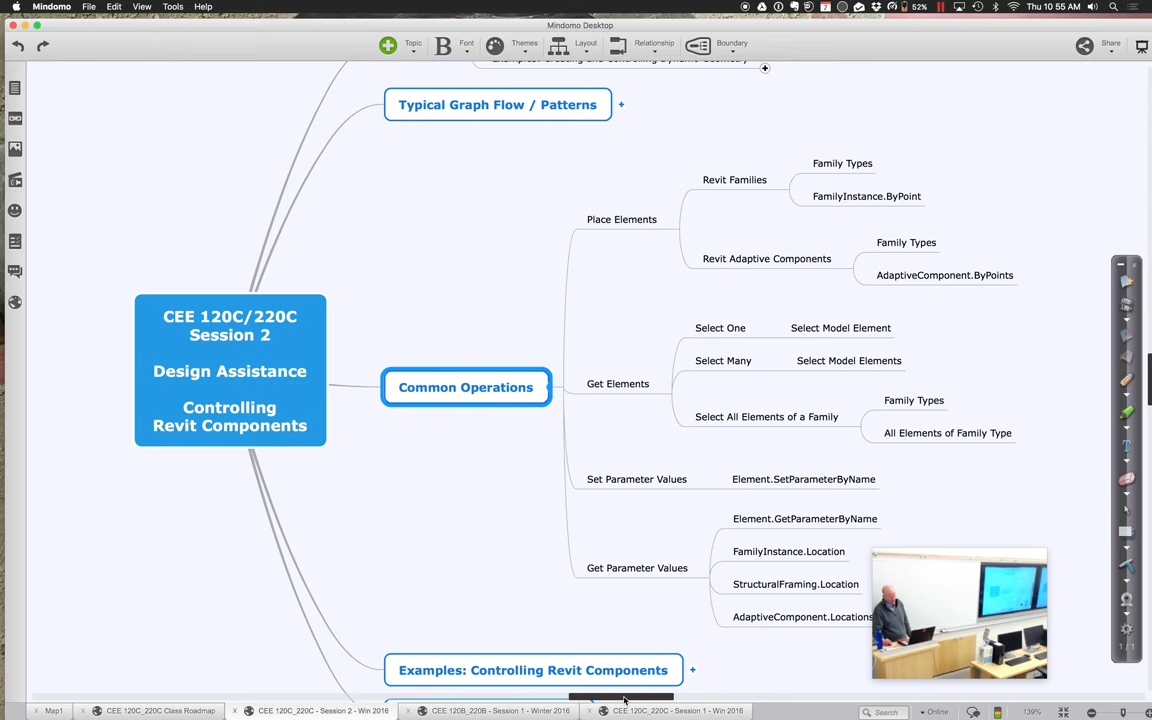 Mindomo File Edit View Tools Help
52% Thu 10 55 AM
Mindomo Desktop
Topic Font Themes Layout Relationship Boundary Share
Typical Graph Flow / Patterns +
Family Types
Revit Families
FamilyInstance.ByPoint
Place Elements
Family Types
Revit Adaptive Components
AdaptiveComponent.ByPoints
CEE 120C/220C
Session 2
Design Assistance
Controlling
Revit Components
Common Operations
Select One Select Model Element
Select Many Select Model Elements
Get Elements
Family Types
Select All Elements of a Family
All Elements of Family Type
Set Parameter Values Element.SetParameterByName
Element.GetParameterByName
FamilyInstance.Location
Get Parameter Values
StructuralFraming.Location
AdaptiveComponent.Locations
Examples: Controlling Revit Components +
1/1
x Map1 x CEE 120C_220C Class Roadmap x CEE 120C_220C - Session 2 - Win 2016 x CEE 120B_220B - Session 1 - Winter 2016 x CEE 120C_220C - Session 1 - Win 2016
Search Online 139%